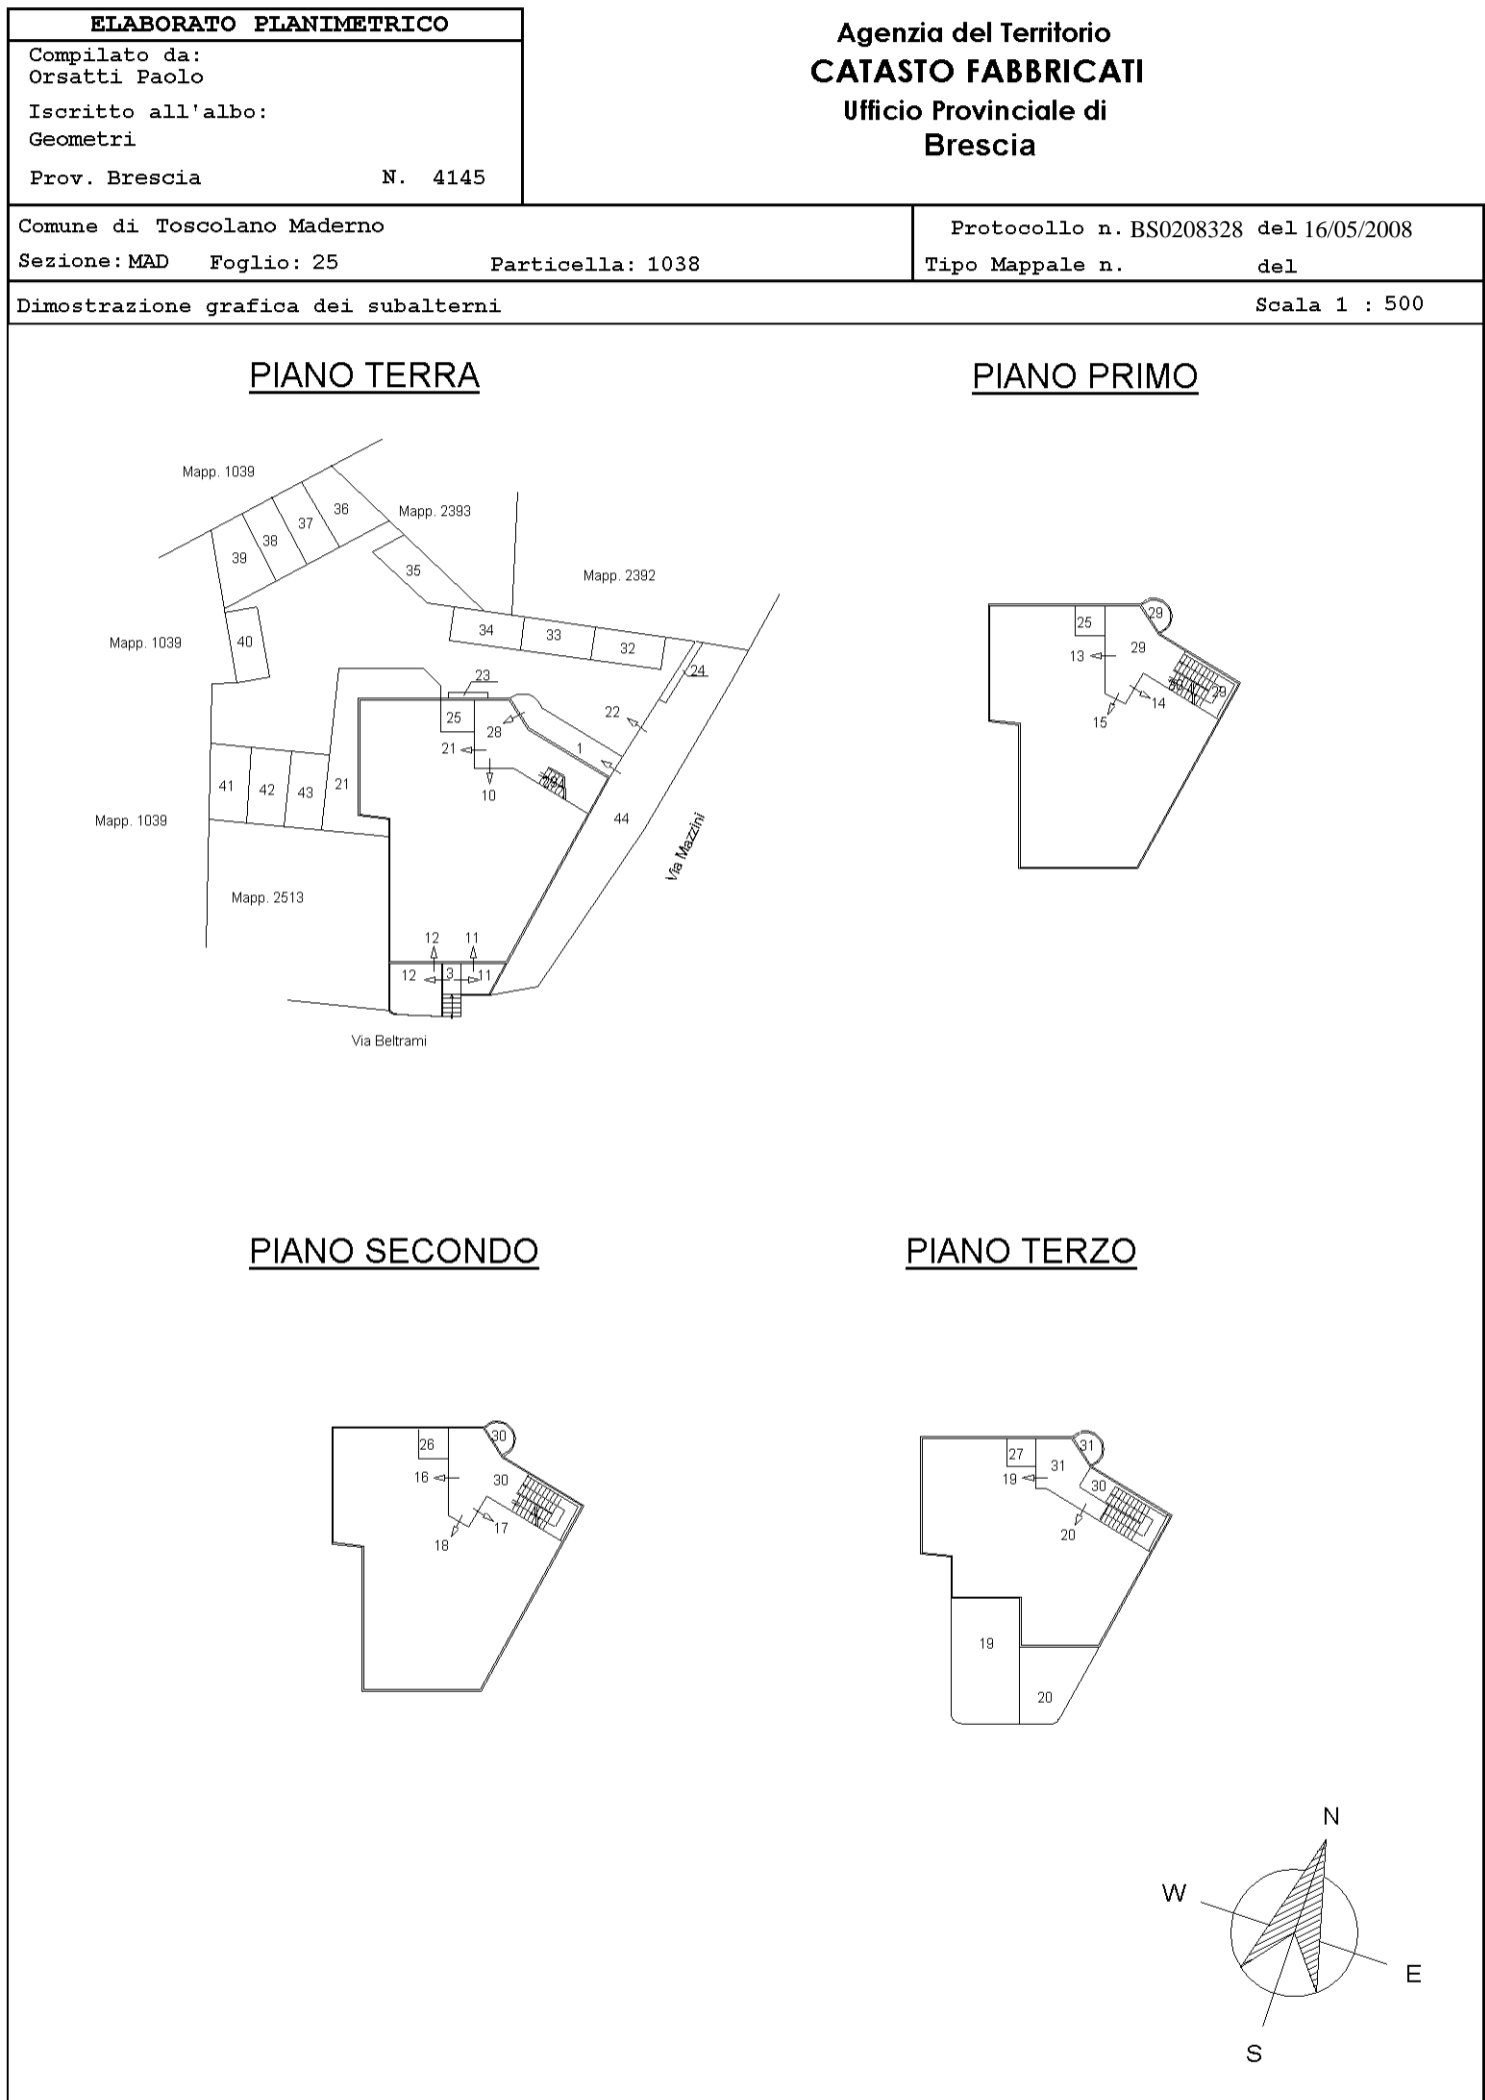 ELABORATO PLANIMETRICO
Compilato da:
Orsatti Paolo
Iscritto all'albo:
Geometri
Prov. Brescia N. 4145
Agenzia del Territorio
CATASTO FABBRICATI
Ufficio Provinciale di
Brescia
Comune di Toscolano Maderno
Sezione: MAD Foglio: 25 Particella: 1038
Protocollo n. BS0208328 del 16/05/2008
Tipo Mappale n. del
Dimostrazione grafica dei subalterni
Scala 1 : 500
PIANO TERRA
Mapp. 1039
36
Mapp. 2393
37
38
39
35
Mapp. 2392
34
33
32
Mapp. 1039
40
23
24
25
28
22
21
1
10
41
42
43
21
44
Mapp. 1039
Via Mazzini
Mapp. 2513
12
11
12
3
11
Via Beltrami
PIANO PRIMO
29
25
29
13
29
14
15
PIANO SECONDO
30
26
16
30
17
18
PIANO TERZO
31
27
31
19
30
20
19
20
N
W
E
S